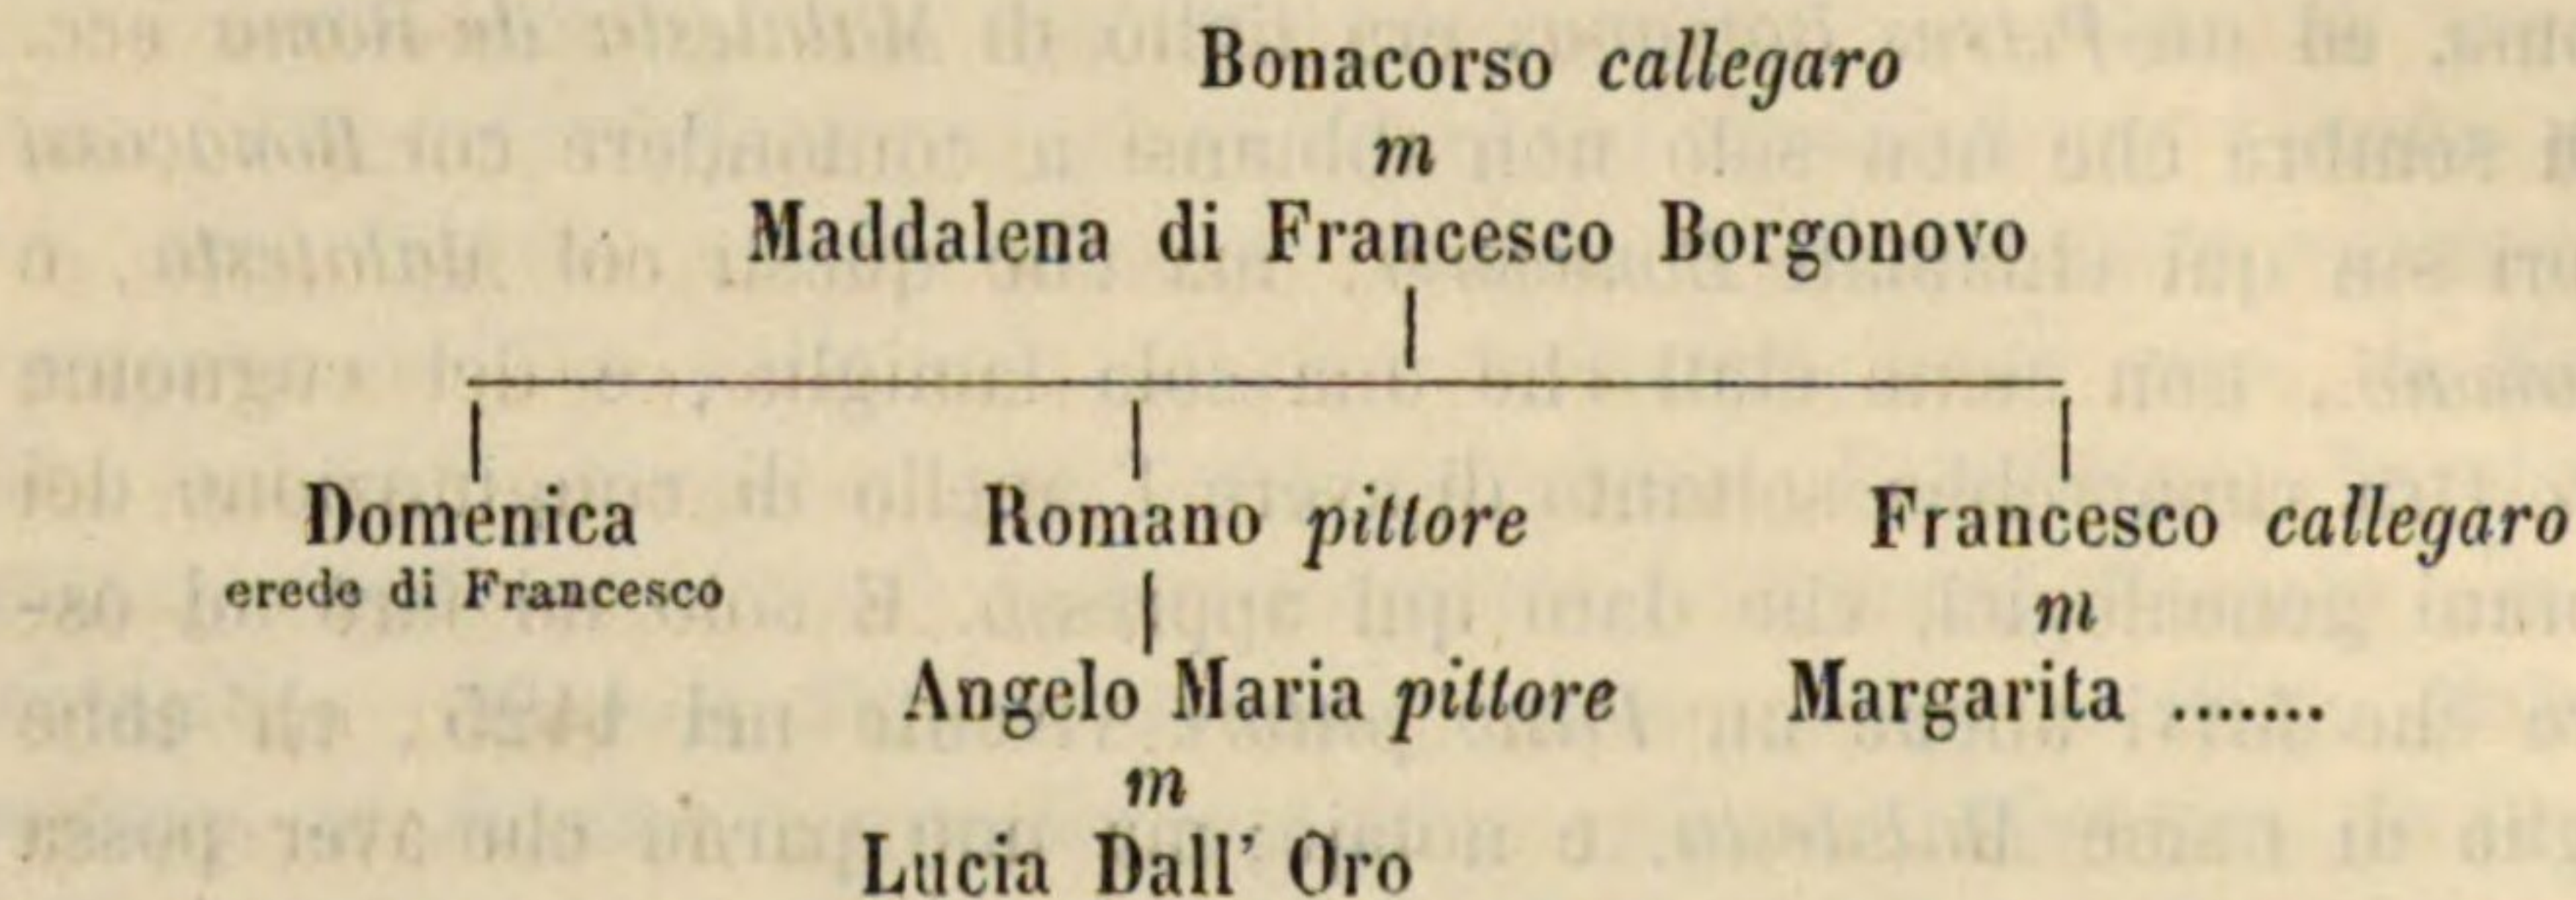 Bonacorso callegaro
m
Maddalena di Francesco Borgonovo
Domenica
erede di Francesco
Romano pittore
Francesco callegaro
m
Angelo Maria pittore
Margarita .......
m
Lucia Dall' Oro